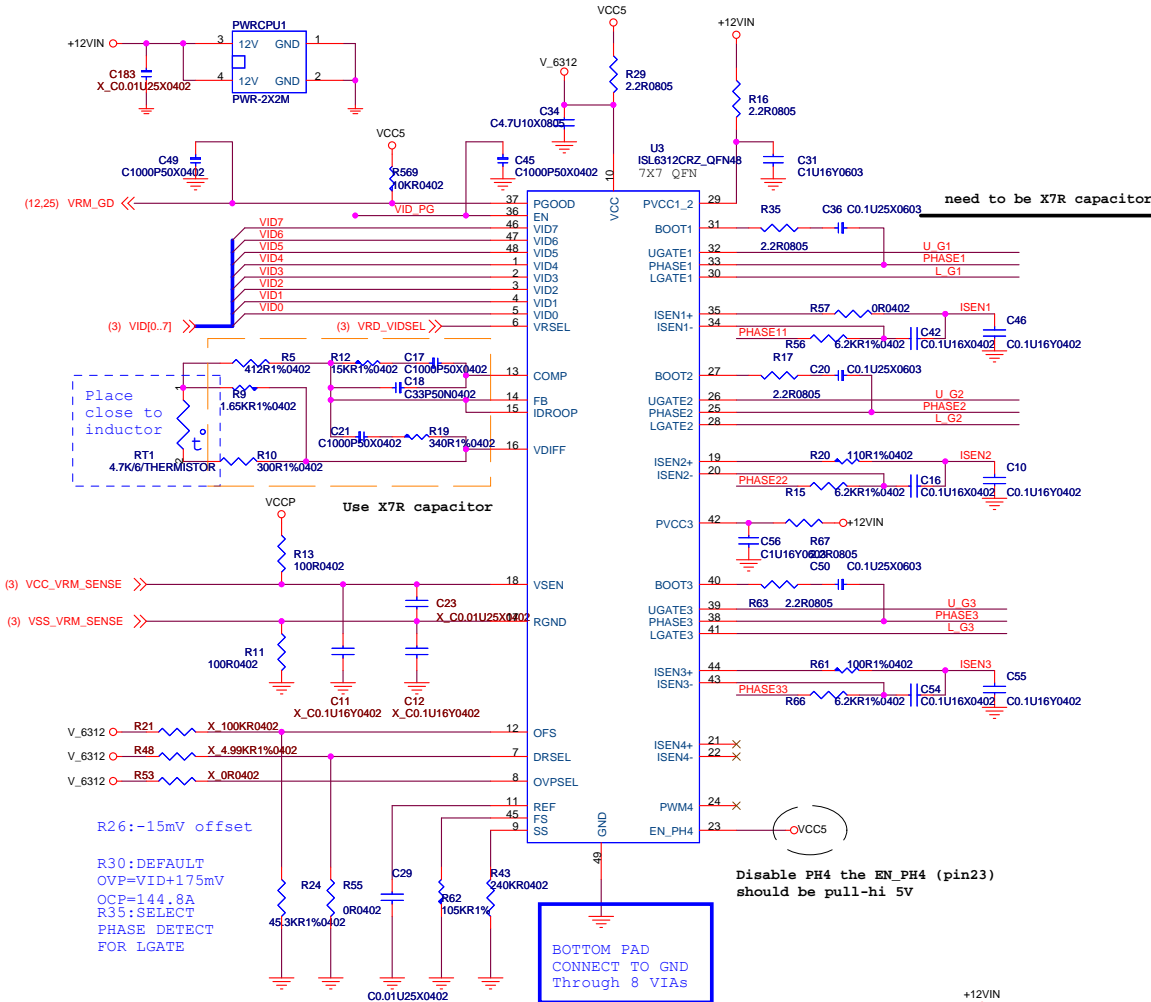 PWRCPU1
+12VIN
3
12V
GND
1
4
12V
GND
2
PWR-2X2M
C183
X_C0.01U25X0402
VCC5
+12VIN
V_6312
R29
2.2R0805
R16
2.2R0805
C34
C4.7U10X0805
VCC5
C49
C1000P50X0402
R569
10KR0402
C45
C1000P50X0402
U3
ISL6312CRZ_QFN48
7X7 QFN
C31
C1U16Y0603
need to be X7R capacitor
10
VCC
(12,25) VRM_GD
37
PGOOD
VID_PG
36
EN
VID7
46
VID7
VID6
47
VID6
VID5
48
VID5
VID4
1
VID4
VID3
2
VID3
VID2
3
VID2
VID1
4
VID1
VID0
5
VID0
(3) VID[0..7]
(3) VRD_VIDSEL
6
VRSEL
PVCC1_2
29
R35
C36
C0.1U25X0603
BOOT1
31
2.2R0805
UGATE1
32
U_G1
PHASE1
33
PHASE1
LGATE1
30
L_G1
R57
0R0402
ISEN1
ISEN1+
35
ISEN1-
34
PHASE11
R56
6.2KR1%0402
C42
C0.1U16X0402
C46
C0.1U16Y0402
R17
C20
C0.1U25X0603
BOOT2
27
2.2R0805
UGATE2
26
U_G2
PHASE2
25
PHASE2
LGATE2
28
L_G2
R20
110R1%0402
ISEN2
ISEN2+
19
ISEN2-
20
PHASE22
R15
6.2KR1%0402
C16
C0.1U16X0402
C10
C0.1U16Y0402
PVCC3
42
+12VIN
C56
C1U16Y0603
R67
2.2R0805
C50
C0.1U25X0603
BOOT3
40
R63
2.2R0805
UGATE3
39
U_G3
PHASE3
38
PHASE3
LGATE3
41
L_G3
R61
100R1%0402
ISEN3
ISEN3+
44
ISEN3-
43
PHASE33
R66
6.2KR1%0402
C54
C0.1U16X0402
C55
C0.1U16Y0402
ISEN4+
21
ISEN4-
22
PWM4
24
EN_PH4
23
VCC5
Disable PH4 the EN_PH4 (pin23)
should be pull-hi 5V
R5
412R1%0402
R12
15KR1%0402
C17
C1000P50X0402
13
COMP
C18
C33P50N0402
14
FB
15
IDROOP
Place
close to
inductor
1
R9
1.65KR1%0402
t°
C21
C1000P50X0402
R19
340R1%0402
16
VDIFF
RT1
4.7K/6/THERMISTOR
2
R10
300R1%0402
Use X7R capacitor
VCCP
R13
100R0402
(3) VCC_VRM_SENSE
18
VSEN
C23
X_C0.01U25X0402
(3) VSS_VRM_SENSE
17
RGND
R11
100R0402
C11
X_C0.1U16Y0402
C12
X_C0.1U16Y0402
V_6312
R21
X_100KR0402
12
OFS
V_6312
R48
X_4.99KR1%0402
7
DRSEL
V_6312
R53
X_0R0402
8
OVPSEL
11
REF
45
FS
9
SS
GND
49
R26:-15mV offset
R30:DEFAULT
OVP=VID+175mV
OCP=144.8A
R35:SELECT
PHASE DETECT
FOR LGATE
R24
45.3KR1%0402
R55
0R0402
C29
C0.01U25X0402
R62
105KR1%
R43
240KR0402
BOTTOM PAD
CONNECT TO GND
Through 8 VIAs
+12VIN